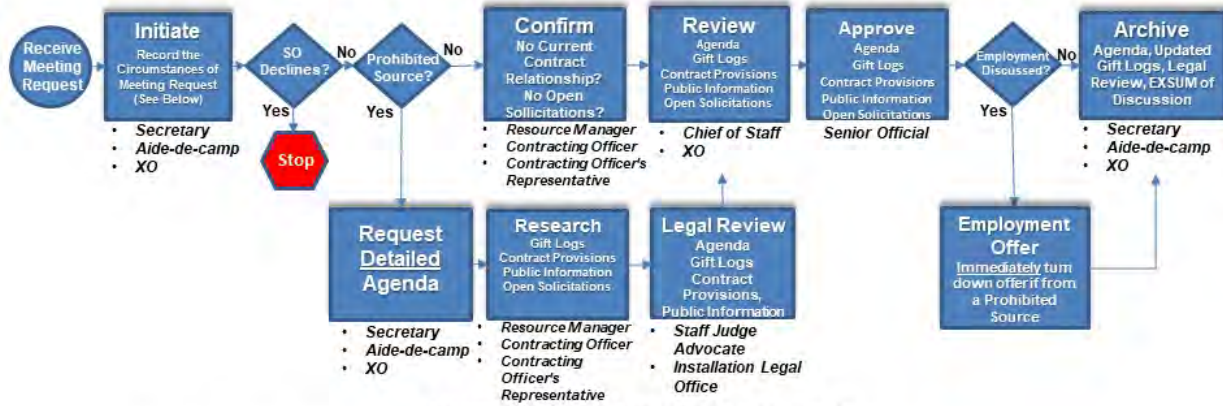 Receive
Meeting
Request
Initiate
Record the
Circumstances of
Meeting Request
(See Below)
• Secretary
• Aide-de-camp
• XO
SO
Declines?
No
Yes
Stop
Prohibited
Source?
No
Yes
Confirm
No Current
Contract
Relationship?
No Open
Sollicitations?
• Resource Manager
• Contracting Officer
• Contracting Officer's
Representative
Review
Agenda
Gift Logs
Contract Provisions
Public Information
Open Solicitations
• Chief of Staff
• XO
Approve
Agenda
Gift Logs
Contract Provisions
Public Information
Open Solicitations
Senior Official
Employment
Discussed?
No
Yes
Archive
Agenda, Updated
Gift Logs, Legal
Review, EXSUM of
Discussion
• Secretary
• Aide-de-camp
• XO
Request
Detailed
Agenda
• Secretary
• Aide-de-camp
• XO
Research
Gift Logs
Contract Provisions
Public Information
Open Solicitations
• Resource Manager
• Contracting Officer
• Contracting
Officer's
Representative
Legal Review
Agenda
Gift Logs
Contract
Provisions,
Public Information
• Staff Judge
Advocate
• Installation Legal
Office
Employment
Offer
Immediately turn
down offer if from
a Prohibited
Source